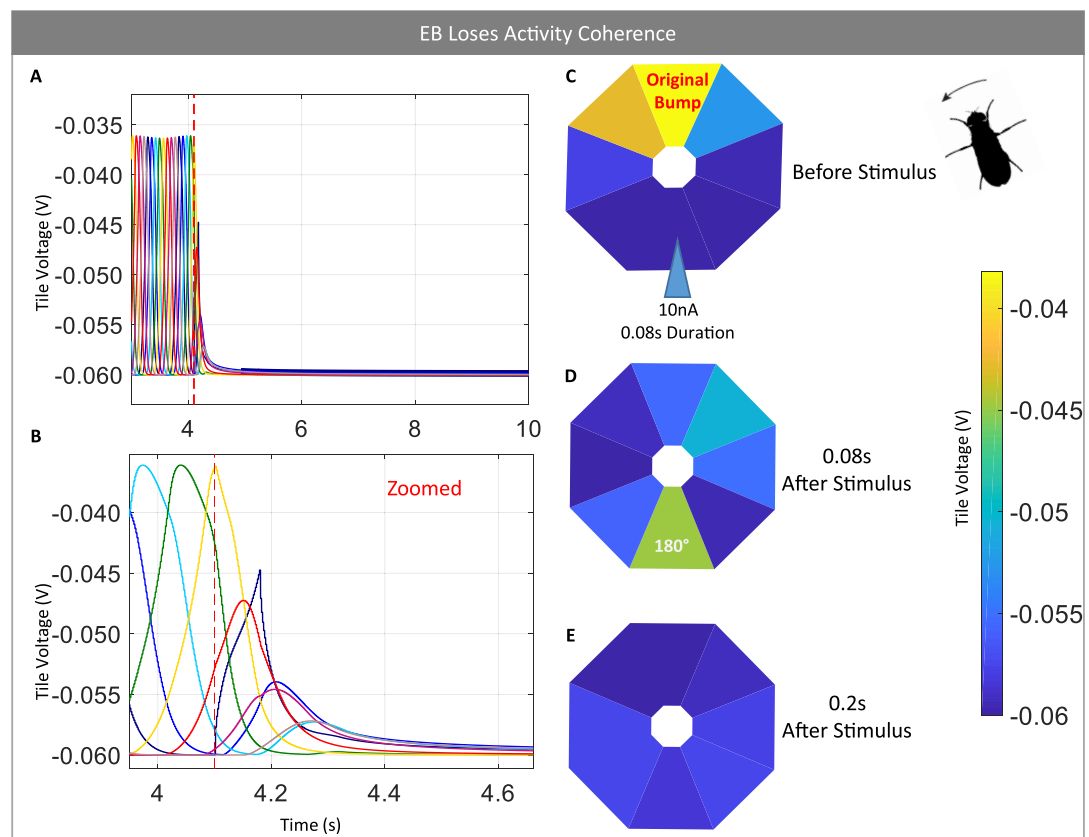 EB Loses Activity Coherence
A
Tile Voltage (V)
-0.035
-0.040
-0.045
-0.050
-0.055
-0.060
4
6
8
10
B
Zoomed
Tile Voltage (V)
-0.040
-0.045
-0.050
-0.055
-0.060
4
4.2
4.4
4.6
Time (s)
C
Original
Bump
Before Stimulus
10nA
0.08s Duration
D
180°
0.08s
After Stimulus
E
0.2s
After Stimulus
Tile Voltage (V)
-0.04
-0.045
-0.05
-0.055
-0.06